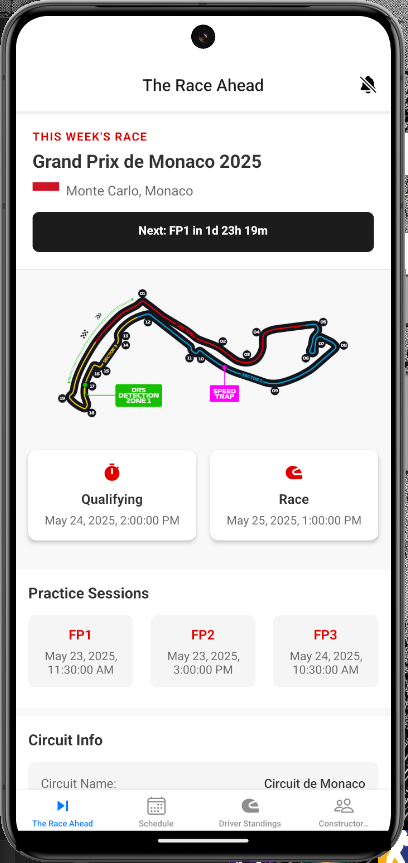 The Race Ahead
THIS WEEK'S RACE
Grand Prix de Monaco 2025
Monte Carlo, Monaco
Next: FP1 in 1d 23h 19m
DRS
DETECTION
ZONE 1
SPEED
TRAP
Qualifying
May 24, 2025, 2:00:00 PM
Race
May 25, 2025, 1:00:00 PM
Practice Sessions
FP1
May 23, 2025,
11:30:00 AM
FP2
May 23, 2025,
3:00:00 PM
FP3
May 24, 2025,
10:30:00 AM
Circuit Info
Circuit Name:
Circuit de Monaco
The Race Ahead
Schedule
Driver Standings
Constructor...